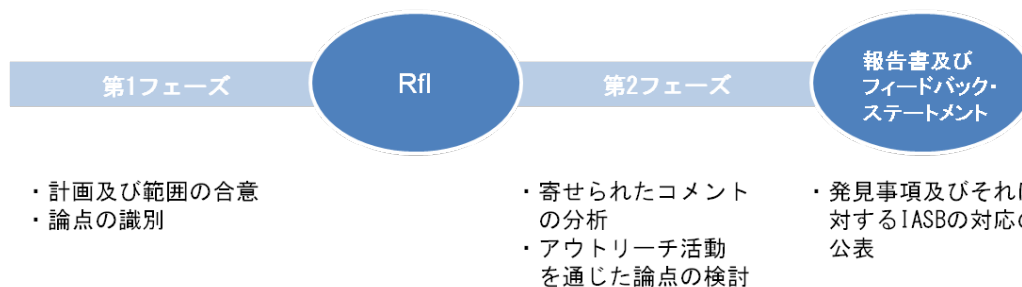 第1フェーズ
RfI
第2フェーズ
報告書及び
フィードバック・
ステートメント
・計画及び範囲の合意
・論点の識別
・寄せられたコメント
の分析
・アウトリーチ活動
を通じた論点の検討
・発見事項及びそれに
対するIASBの対応の
公表